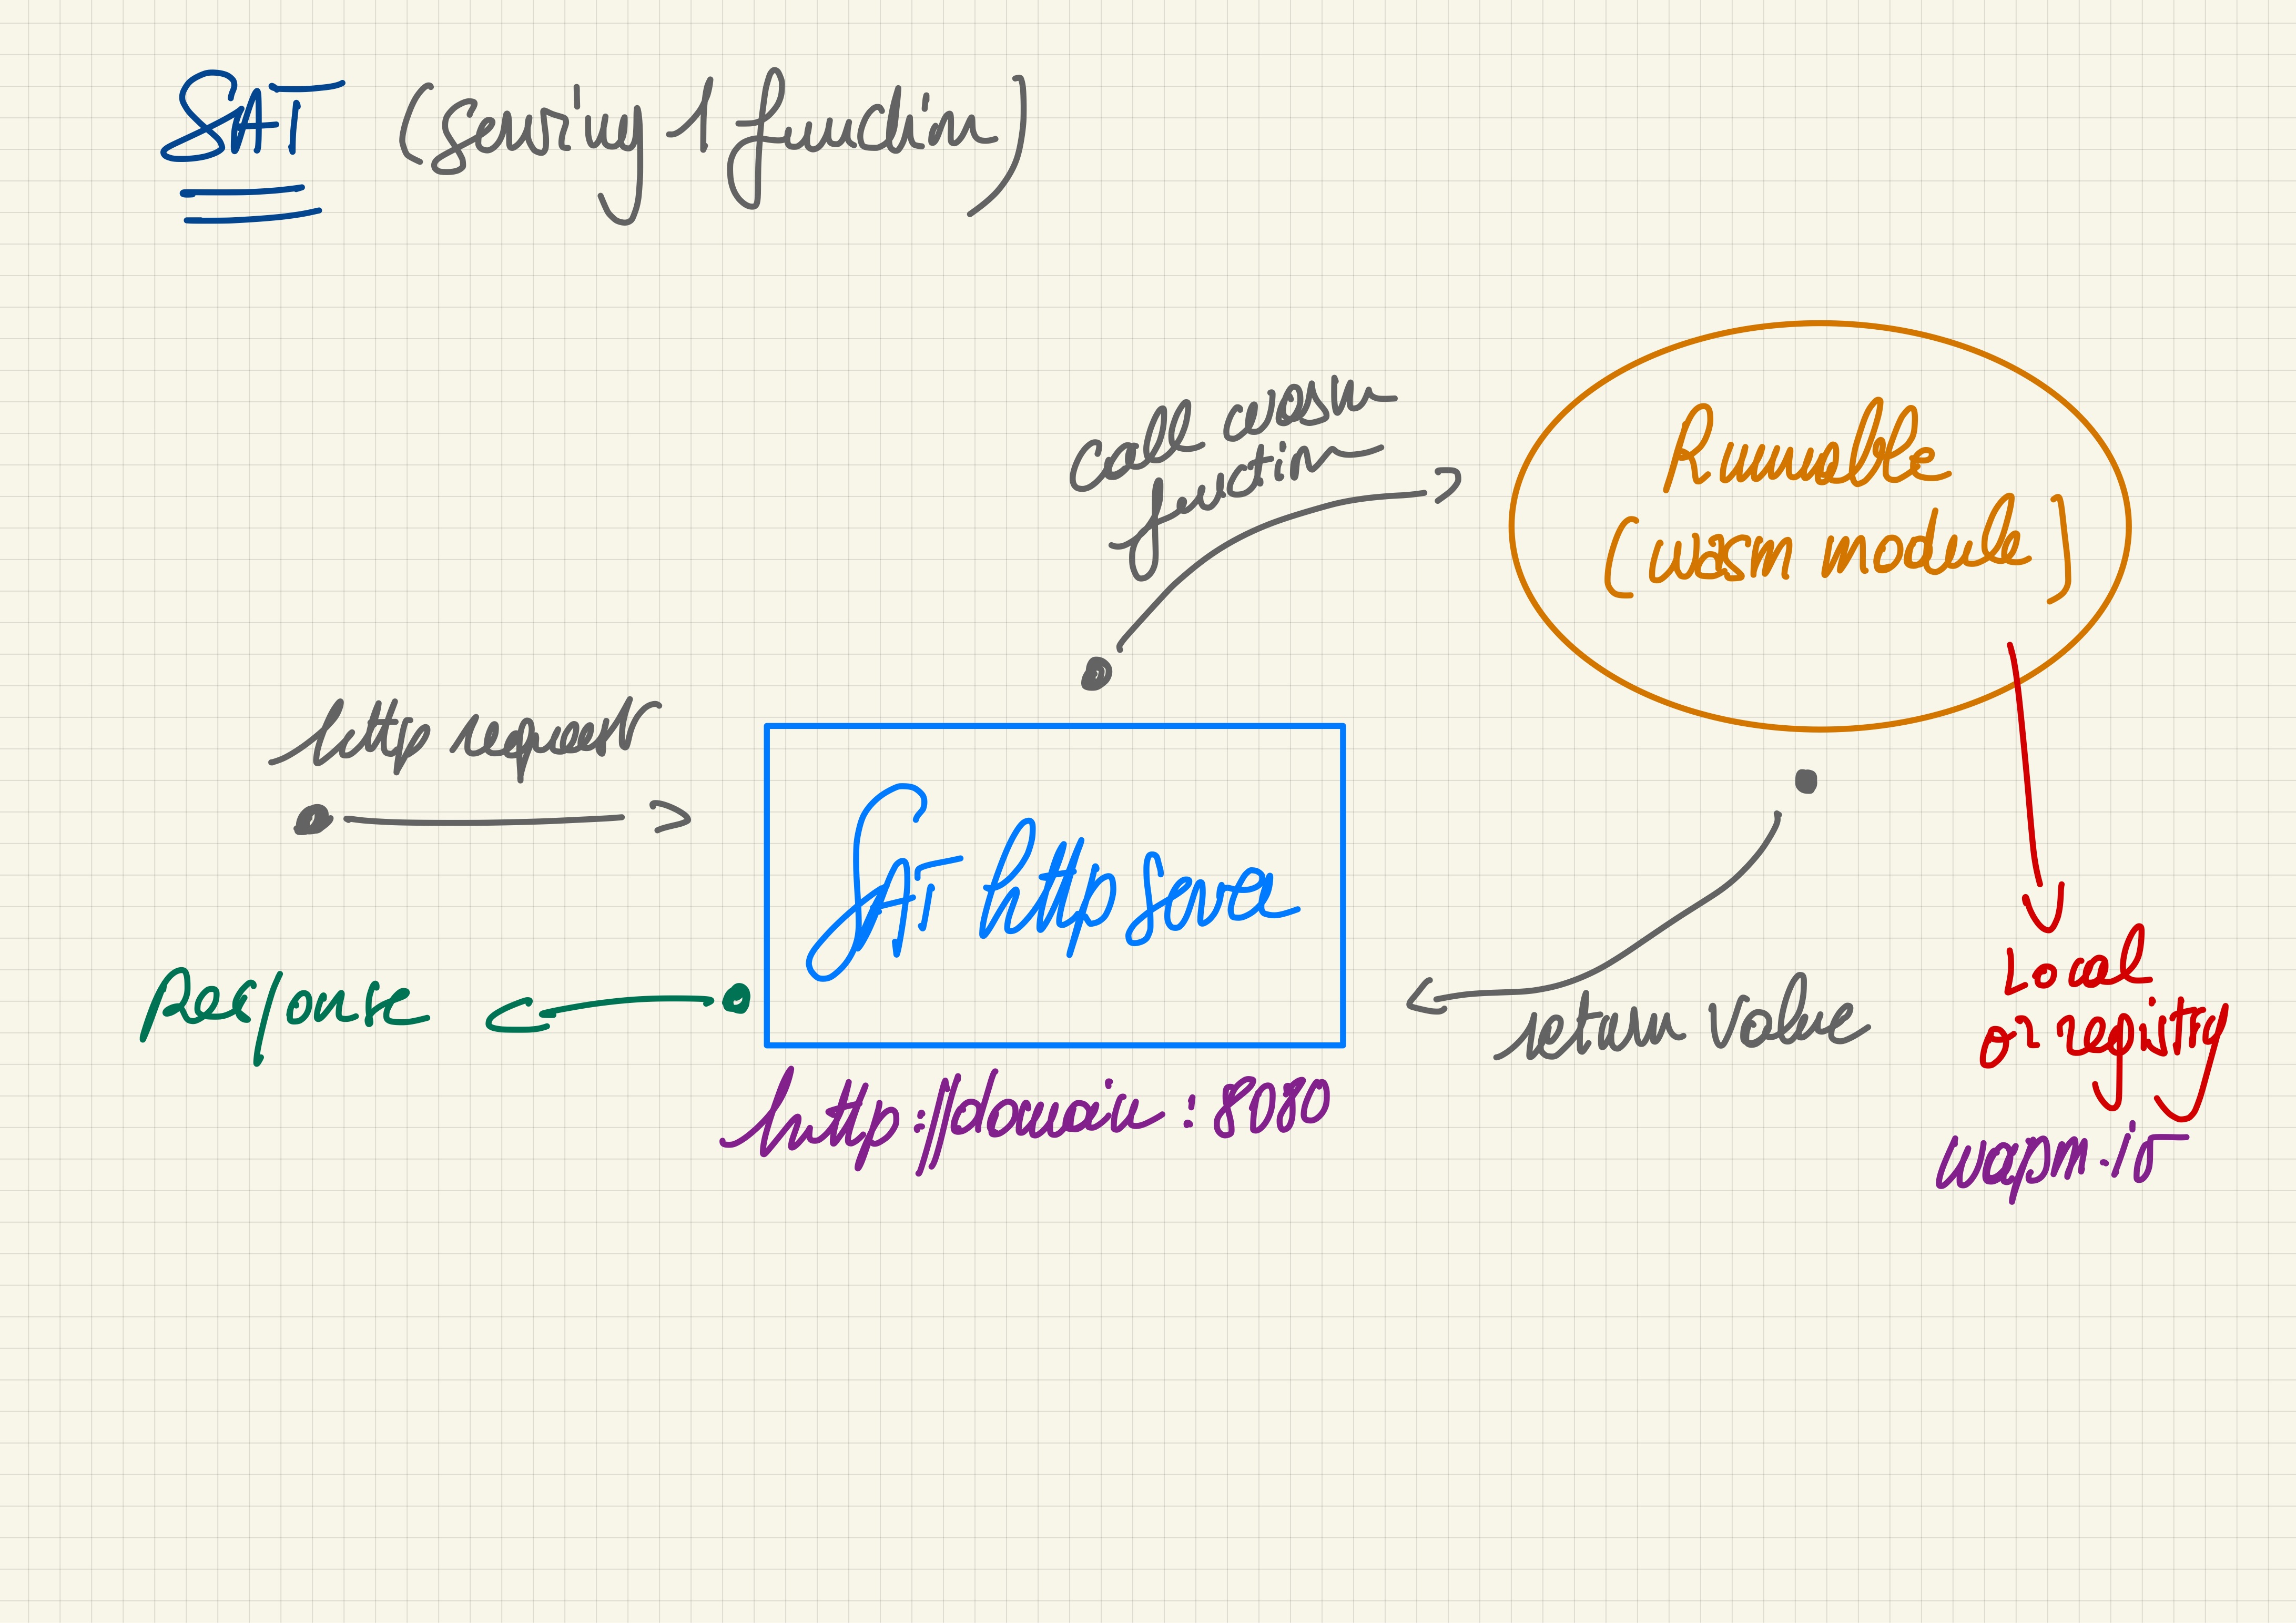 SAT (serving 1 function)
call wasm
function
Runnable
(wasm module)
http request
SAT http server
Response
return value
Local
or registry
http://domain:8080
wapm.io